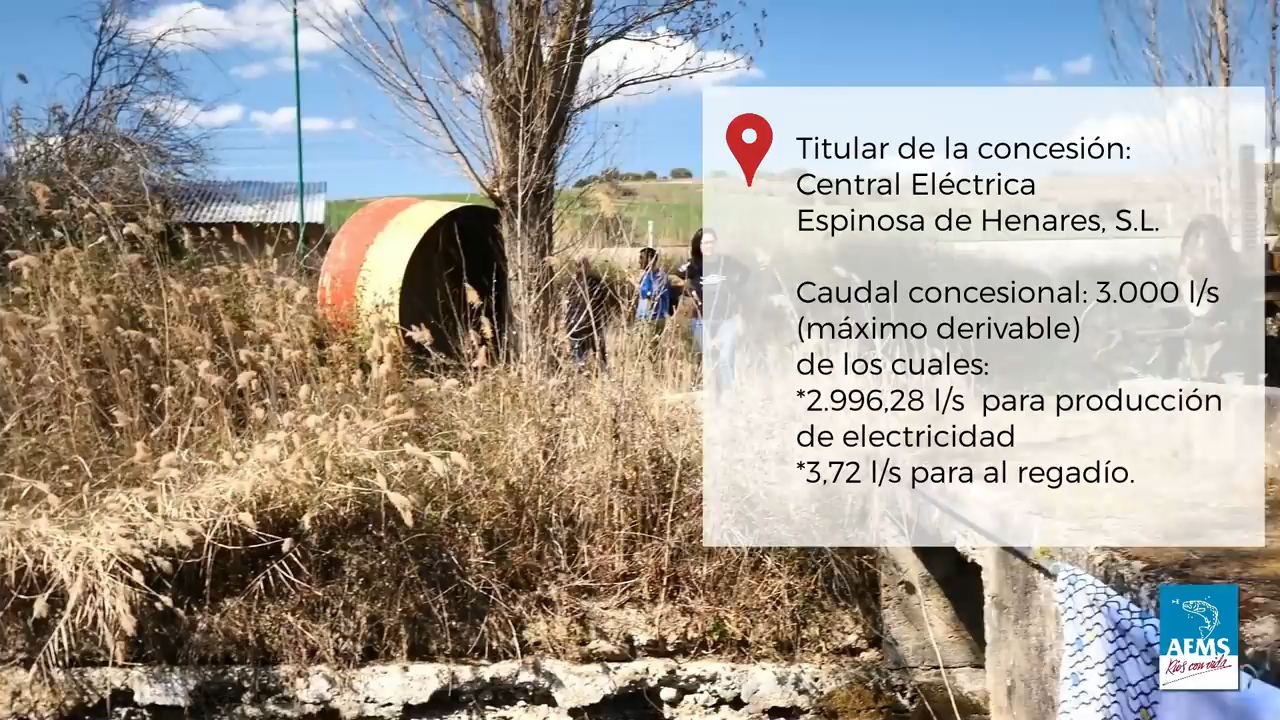 Titular de la concesión:
Central Eléctrica
Espinosa de Henares, S.L.
Caudal concesional: 3.000 l/s
(máximo derivable)
de los cuales:
*2.996,28 l/s  para producción
de electricidad
*3,72 l/s para al regadío.
AEMS
Ríos con vida